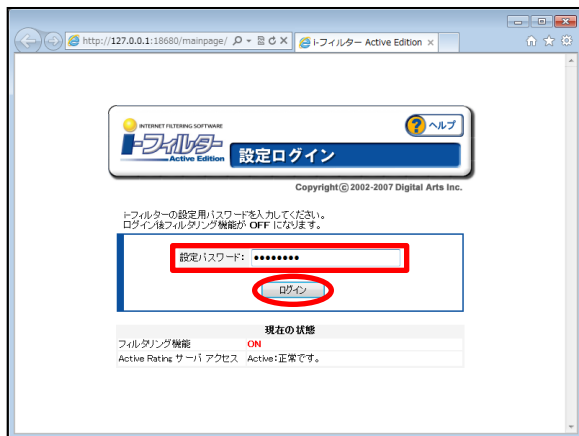 http://127.0.0.1:18680/mainpage/
i-フィルター Active Edition
INTERNET FILTERING SOFTWARE
i-フィルター
Active Edition
設定ログイン
ヘルプ
Copyright© 2002-2007 Digital Arts Inc.
i-フィルターの設定用パスワードを入力してください。
ログイン後フィルタリング機能が OFF になります。
設定パスワード: ●●●●●●●●
ログイン
現在の状態
フィルタリング機能 ON
Active Rating サーバ アクセス Active:正常です。